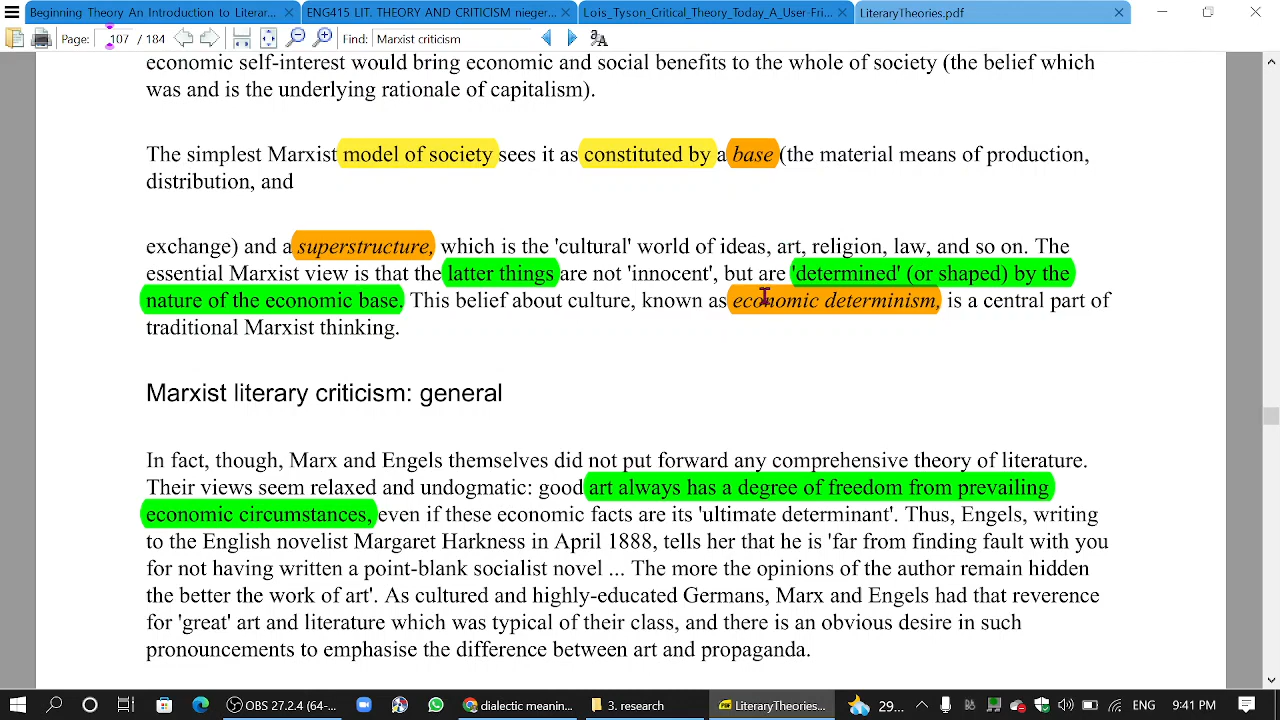 Beginning Theory An Introduction to Literar... ENG415 LIT. THEORY AND CRITICISM nieger... Lois_Tyson_Critical_Theory_Today_A_User-Fri... LiteraryTheories.pdf
Page: 107 / 184 Find: Marxist criticism
economic self-interest would bring economic and social benefits to the whole of society (the belief which
was and is the underlying rationale of capitalism).
The simplest Marxist model of society sees it as constituted by a base (the material means of production,
distribution, and
exchange) and a superstructure, which is the 'cultural' world of ideas, art, religion, law, and so on. The
essential Marxist view is that the latter things are not 'innocent', but are 'determined' (or shaped) by the
nature of the economic base. This belief about culture, known as economic determinism, is a central part of
traditional Marxist thinking.
Marxist literary criticism: general
In fact, though, Marx and Engels themselves did not put forward any comprehensive theory of literature.
Their views seem relaxed and undogmatic: good art always has a degree of freedom from prevailing
economic circumstances, even if these economic facts are its 'ultimate determinant'. Thus, Engels, writing
to the English novelist Margaret Harkness in April 1888, tells her that he is 'far from finding fault with you
for not having written a point-blank socialist novel ... The more the opinions of the author remain hidden
the better the work of art'. As cultured and highly-educated Germans, Marx and Engels had that reverence
for 'great' art and literature which was typical of their class, and there is an obvious desire in such
pronouncements to emphasise the difference between art and propaganda.
OBS 27.2.4 (64-... dialectic meanin... 3. research LiteraryTheories... 29... ENG 9:41 PM